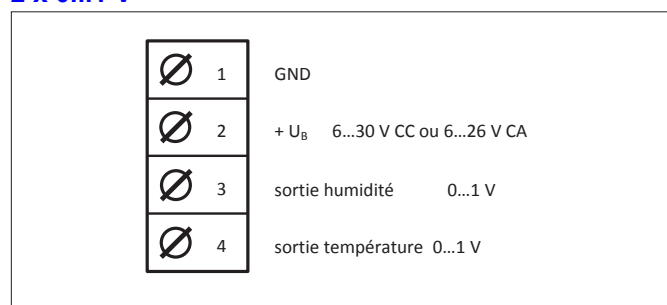 1 GND
2 + UB 6...30 V CC ou 6...26 V CA
3 sortie humidité 0...1 V
4 sortie température 0...1 V